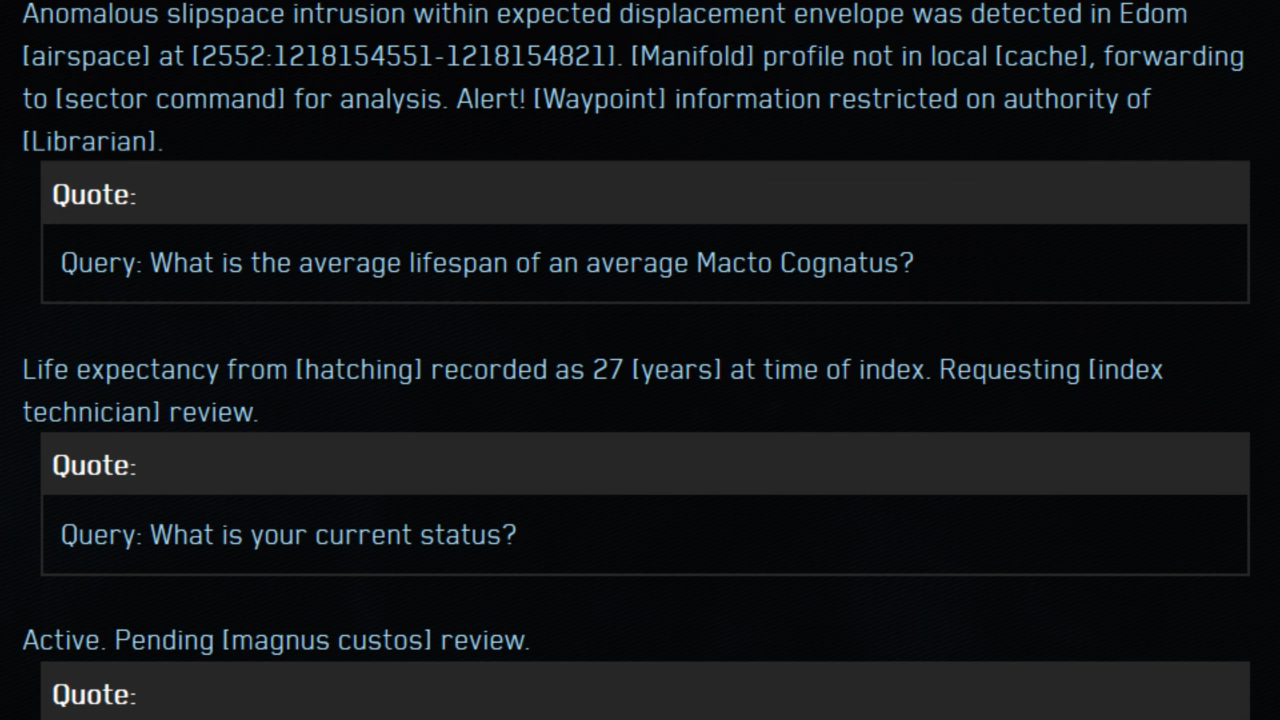 Anomalous slipspace intrusion within expected displacement envelope was detected in Edom
[airspace] at [2552:1218154551-1218154821]. [Manifold] profile not in local [cache], forwarding
to [sector command] for analysis. Alert! [Waypoint] information restricted on authority of
[Librarian].
Quote:
Query: What is the average lifespan of an average Macto Cognatus?
Life expectancy from [hatching] recorded as 27 [years] at time of index. Requesting [index
technician] review.
Quote:
Query: What is your current status?
Active. Pending [magnus custos] review.
Quote: